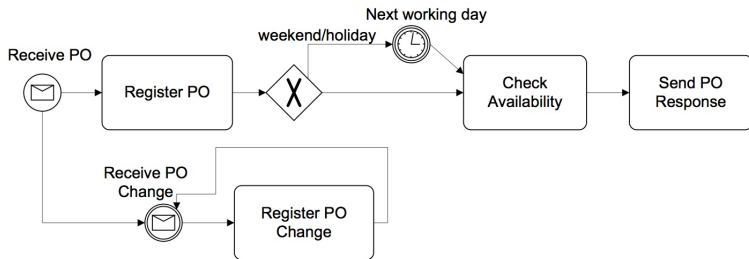 Next working day
weekend/holiday
Receive PO
Register PO
Check
Availability
Send PO
Response
Receive PO
Change
Register PO
Change